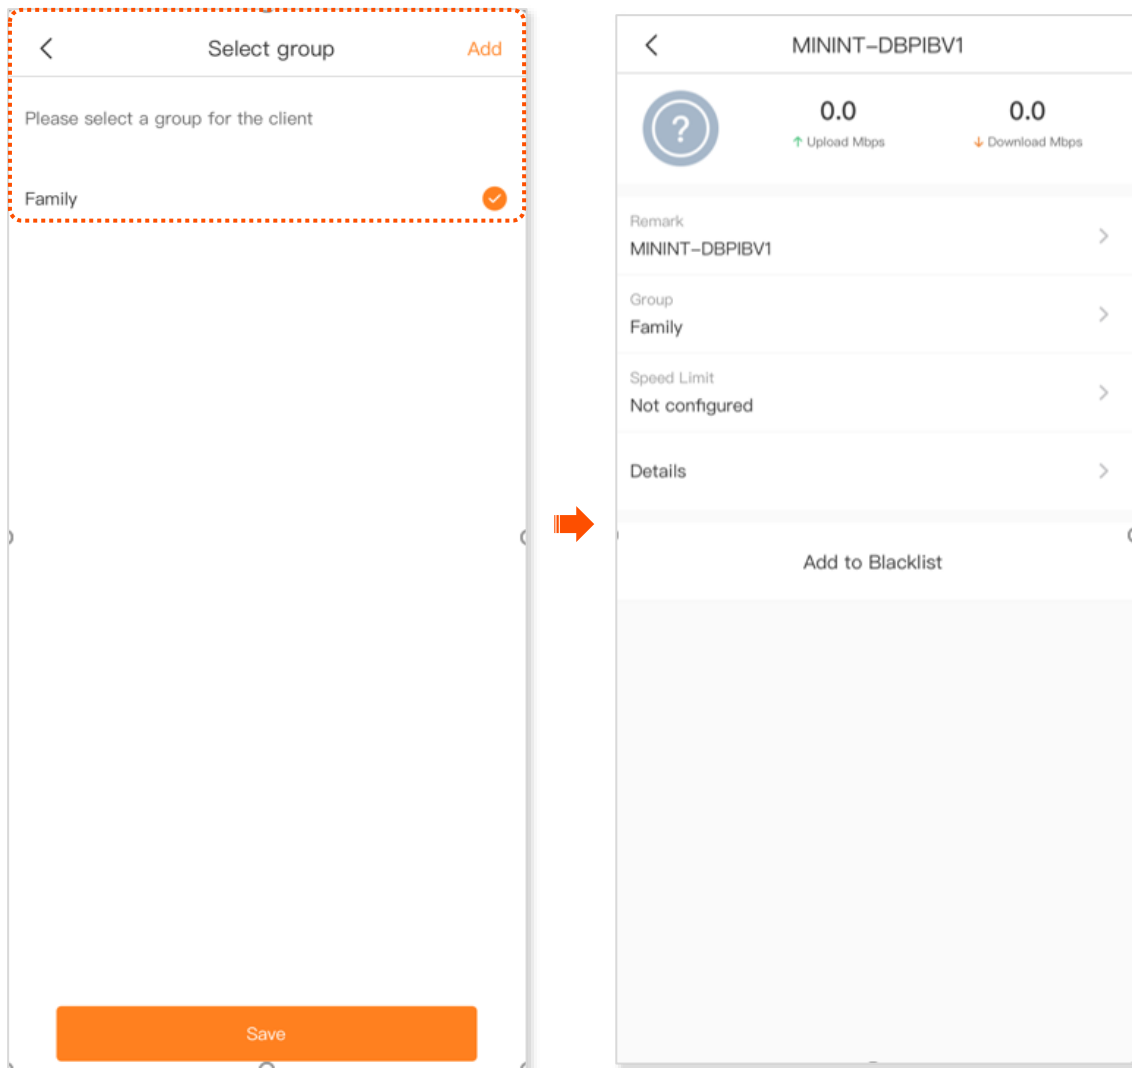 Select group
Add
Please select a group for the client
Family
Save
MININT-DBPIBV1
?
0.0
0.0
↑ Upload Mbps
↓ Download Mbps
Remark
MININT-DBPIBV1
Group
Family
Speed Limit
Not configured
Details
Add to Blacklist